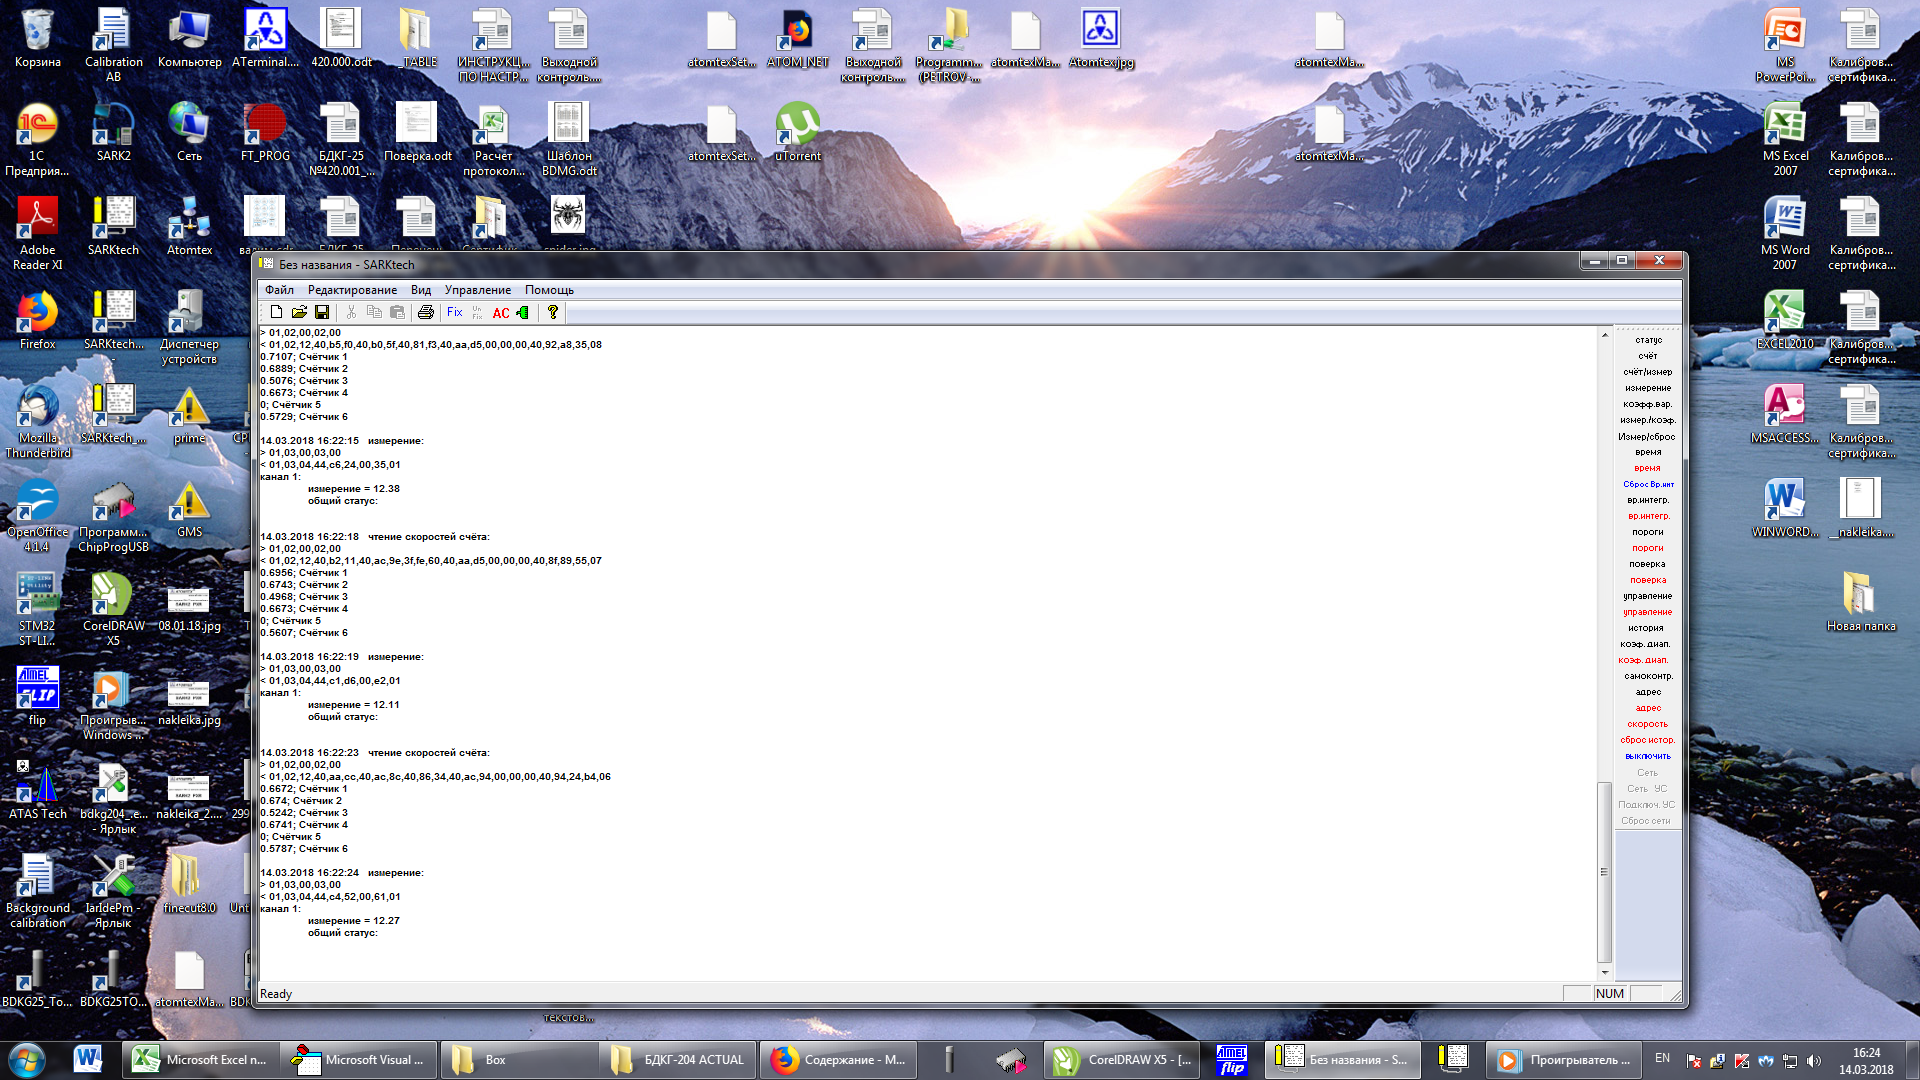 Корзина
Calibration AB
Компьютер
ATerminal....
420.000.odt
_TABLE
ИНСТРУКЦ... ПО НАСТР...
Выходной контроль....
atomtexSet...
ATOM_NET
Выходной контроль....
Programm... (PETROV-...
atomtexMa...
Atomtexjpg
atomtexMa...
MS PowerPoi...
Калибров... сертифика...
1С Предприя...
SARK2
Сеть
FT_PROG
БДКГ-25 №420.001_...
Поверка.odt
Расчёт протокол...
Шаблон BDMG.odt
atomtexSet...
uTorrent
atomtexMa...
MS Excel 2007
Калибров... сертифика...
Adobe Reader XI
SARKtech
Atomtex
MS Word 2007
Калибров... сертифика...
Firefox
SARKtech... -
Диспетчер устройств
EXCEL2010
Калибров... сертифика...
Mozilla Thunderbird
SARKtech_...
prime
MSACCESS...
Калибров... сертифика...
OpenOffice 4.1.4
Программ... ChipProgUSB
GMS
WINWORD...
__nakleika....
STM32 ST-LI...
CorelDRAW X5
08.01.18.jpg
Новая папка
flip
Проигрыв... Windows ...
nakleika.jpg
ATAS Tech
bdkg204_.e... - Ярлык
nakleika_2....
299
Background calibration
IarIdePm - Ярлык
finecut8.0
Unt
BDKG25_To...
BDKG25TO...
atomtexMa...
BDK
текстов...
Без названия - SARKtech
Файл Редактирование Вид Управление Помощь
Fix Un Fix AC
> 01,02,00,02,00
< 01,02,12,40,b5,f0,40,b0,5f,40,81,f3,40,aa,d5,00,00,00,40,92,a8,35,08
0.7107; Счётчик 1
0.6889; Счётчик 2
0.5076; Счётчик 3
0.6673; Счётчик 4
0; Счётчик 5
0.5729; Счётчик 6
14.03.2018 16:22:15 измерение:
> 01,03,00,03,00
< 01,03,04,44,c6,24,00,35,01
канал 1:
измерение = 12.38
общий статус:
14.03.2018 16:22:18 чтение скоростей счёта:
> 01,02,00,02,00
< 01,02,12,40,b2,11,40,ac,9e,3f,fe,60,40,aa,d5,00,00,00,40,8f,89,55,07
0.6956; Счётчик 1
0.6743; Счётчик 2
0.4968; Счётчик 3
0.6673; Счётчик 4
0; Счётчик 5
0.5607; Счётчик 6
14.03.2018 16:22:19 измерение:
> 01,03,00,03,00
< 01,03,04,44,c1,d6,00,e2,01
канал 1:
измерение = 12.11
общий статус:
14.03.2018 16:22:23 чтение скоростей счёта:
> 01,02,00,02,00
< 01,02,12,40,aa,cc,40,ac,8c,40,86,34,40,ac,94,00,00,00,40,94,24,b4,06
0.6672; Счётчик 1
0.674; Счётчик 2
0.5242; Счётчик 3
0.6741; Счётчик 4
0; Счётчик 5
0.5787; Счётчик 6
14.03.2018 16:22:24 измерение:
> 01,03,00,03,00
< 01,03,04,44,c4,52,00,61,01
канал 1:
измерение = 12.27
общий статус:
статус
счёт
счёт/измер
измерение
коэфф.вар.
измер./коэф.
Измер/сброс
время
время
Сброс Вр.инт
вр.интегр.
вр.интегр.
пороги
пороги
поверка
поверка
управление
управление
история
коэф.диап.
коэф.диап.
самоконтр.
адрес
адрес
скорость
сброс истор.
выключить
Сеть
Сеть УС
Подключ.УС
Сброс сети
Ready
NUM
Microsoft Excel n...
Microsoft Visual ...
Box
БДКГ-204 ACTUAL
Содержание - M...
CorelDRAW X5 - [...
ATMEL flip
Без названия - S...
Проигрыватель ...
EN
16:24
14.03.2018